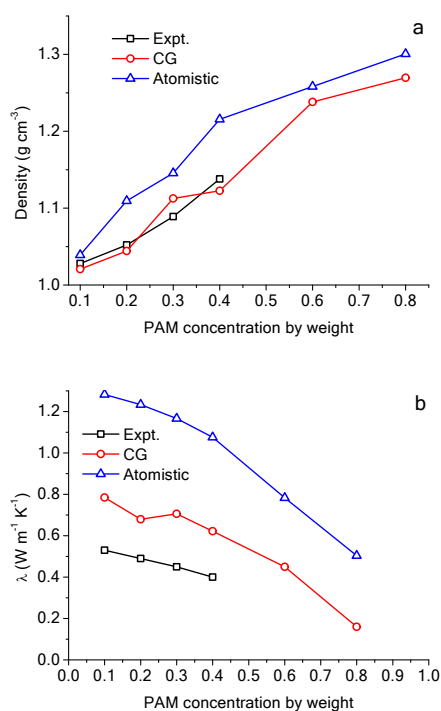 a
Expt.
CG
Atomistic
1.3
1.2
1.1
1.0
Density (g cm⁻³)
0.1 0.2 0.3 0.4 0.5 0.6 0.7 0.8
PAM concentration by weight
b
Expt.
CG
Atomistic
1.2
1.0
0.8
0.6
0.4
0.2
0.0
λ (W m⁻¹ K⁻¹)
0.0 0.1 0.2 0.3 0.4 0.5 0.6 0.7 0.8 0.9 1.0
PAM concentration by weight